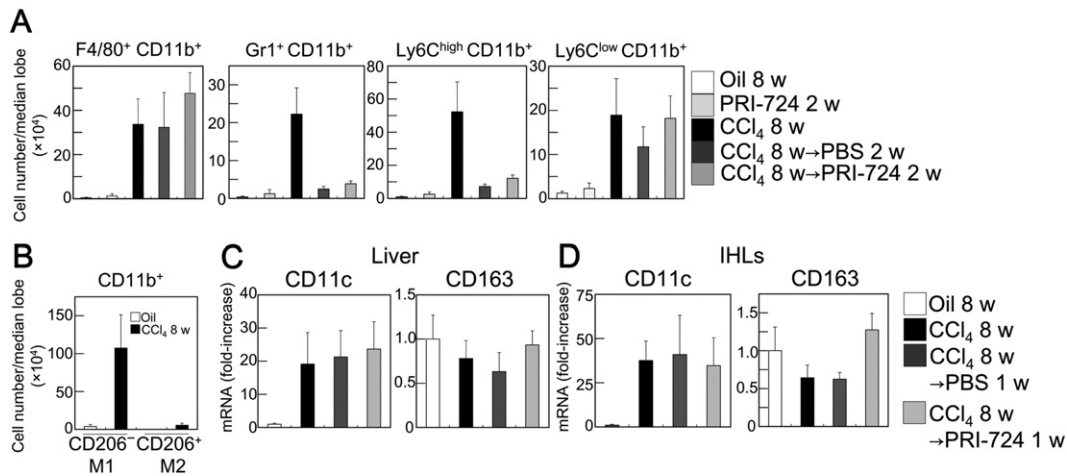 A
F4/80⁺ CD11b⁺
Gr1⁺ CD11b⁺
Ly6C^high CD11b⁺
Ly6C^low CD11b⁺
Cell number/median lobe
(×10⁴)
60
40
20
0
30
20
10
0
80
60
40
20
0
30
20
10
0
Oil 8 w
PRI-724 2 w
CCl₄ 8 w
CCl₄ 8 w→PBS 2 w
CCl₄ 8 w→PRI-724 2 w
B
CD11b⁺
Cell number/median lobe
(×10⁴)
150
100
50
0
Oil
CCl₄ 8 w
CD206⁻ CD206⁺
M1 M2
C
Liver
CD11c
CD163
mRNA (fold-increase)
40
30
20
10
0
1.5
1.0
0.5
0
D
IHLs
CD11c
CD163
mRNA (fold-increase)
75
50
25
0
1.5
1.0
0.5
0
Oil 8 w
CCl₄ 8 w
CCl₄ 8 w
→PBS 1 w
CCl₄ 8 w
→PRI-724 1 w